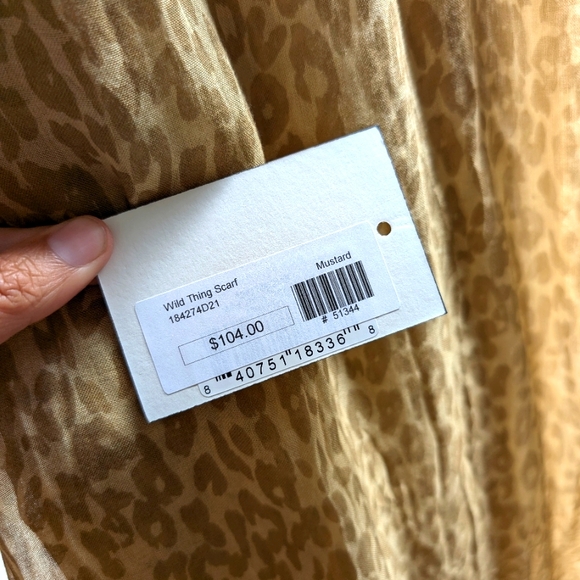 Wild Thing Scarf
184274D21
Mustard
# 51344
$104.00
8 40751 18336 8